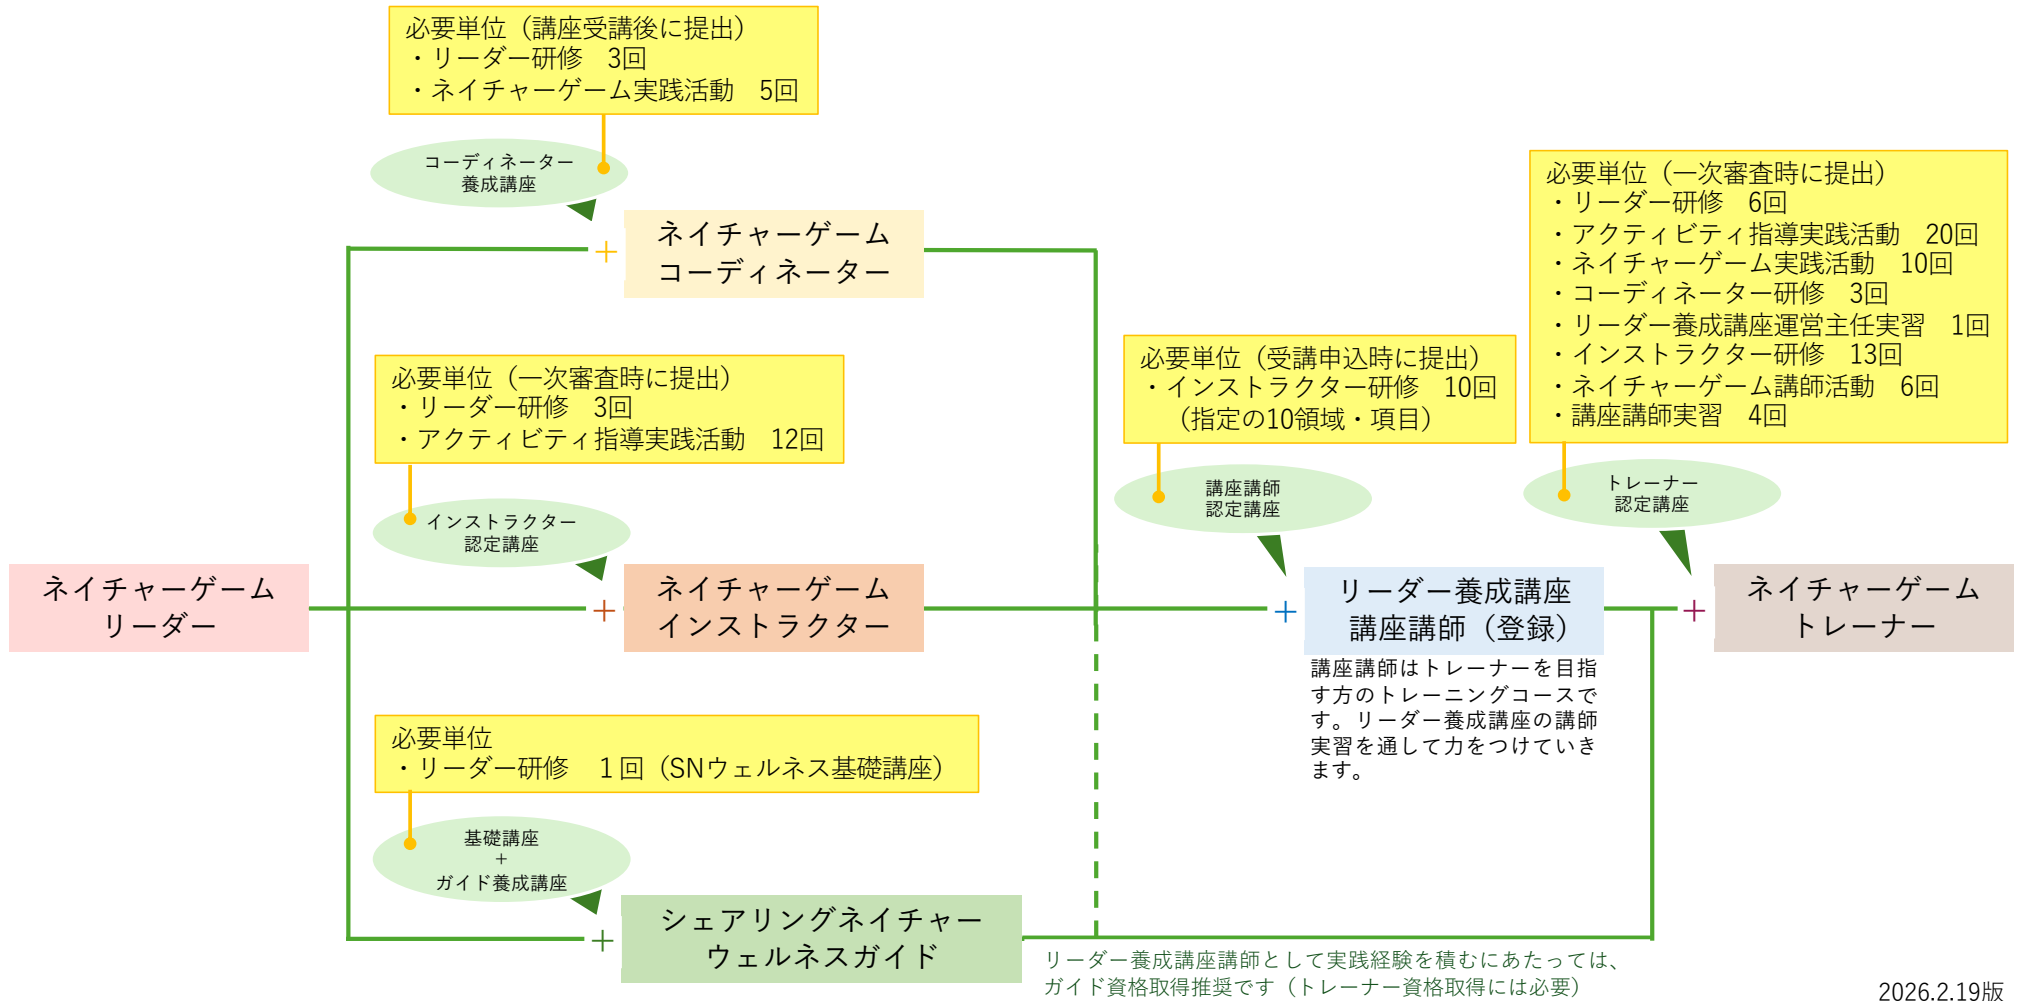 必要単位（講座受講後に提出）
・リーダー研修　3回
・ネイチャーゲーム実践活動　5回
コーディネーター
養成講座
ネイチャーゲーム
コーディネーター
必要単位（一次審査時に提出）
・リーダー研修　3回
・アクティビティ指導実践活動　12回
インストラクター
認定講座
ネイチャーゲーム
リーダー
ネイチャーゲーム
インストラクター
必要単位
・リーダー研修　１回（SNウェルネス基礎講座）
基礎講座
+
ガイド養成講座
シェアリングネイチャー
ウェルネスガイド
必要単位（受講申込時に提出）
・インストラクター研修　10回
（指定の10領域・項目）
講座講師
認定講座
リーダー養成講座
講座講師（登録）
講座講師はトレーナーを目指
す方のトレーニングコースで
す。リーダー養成講座の講師
実習を通して力をつけていき
ます。
必要単位（一次審査時に提出）
・リーダー研修　6回
・アクティビティ指導実践活動　20回
・ネイチャーゲーム実践活動　10回
・コーディネーター研修　3回
・リーダー養成講座運営主任実習　1回
・インストラクター研修　13回
・ネイチャーゲーム講師活動　6回
・講座講師実習　4回
トレーナー
認定講座
ネイチャーゲーム
トレーナー
リーダー養成講座講師として実践経験を積むにあたっては、
ガイド資格取得推奨です（トレーナー資格取得には必要）
2026.2.19版